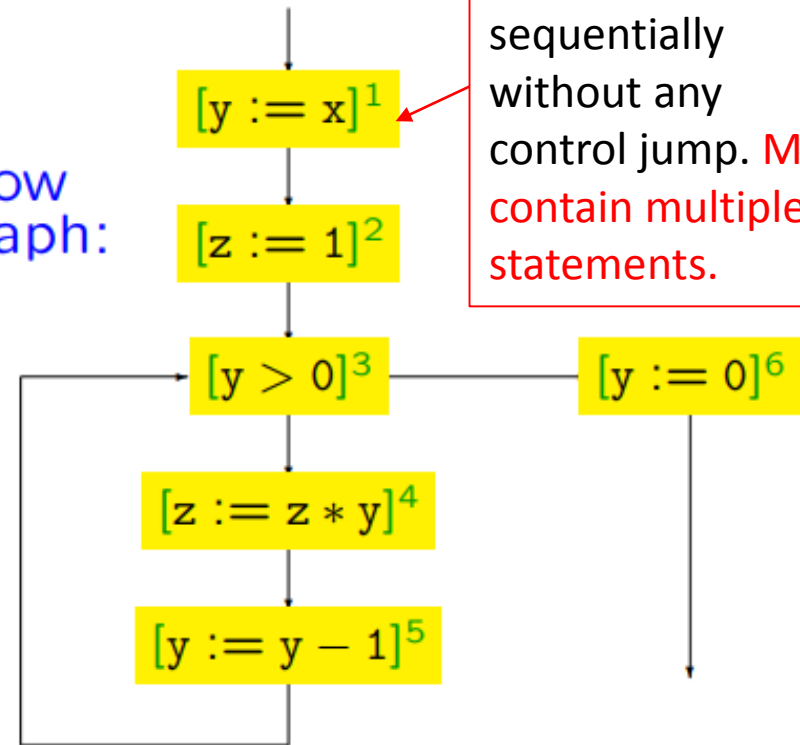 sequentially
without any
control jump. M
contain multiple
statements.
ow
aph:
[y := x]¹
[z := 1]²
[y > 0]³
[y := 0]⁶
[z := z * y]⁴
[y := y − 1]⁵